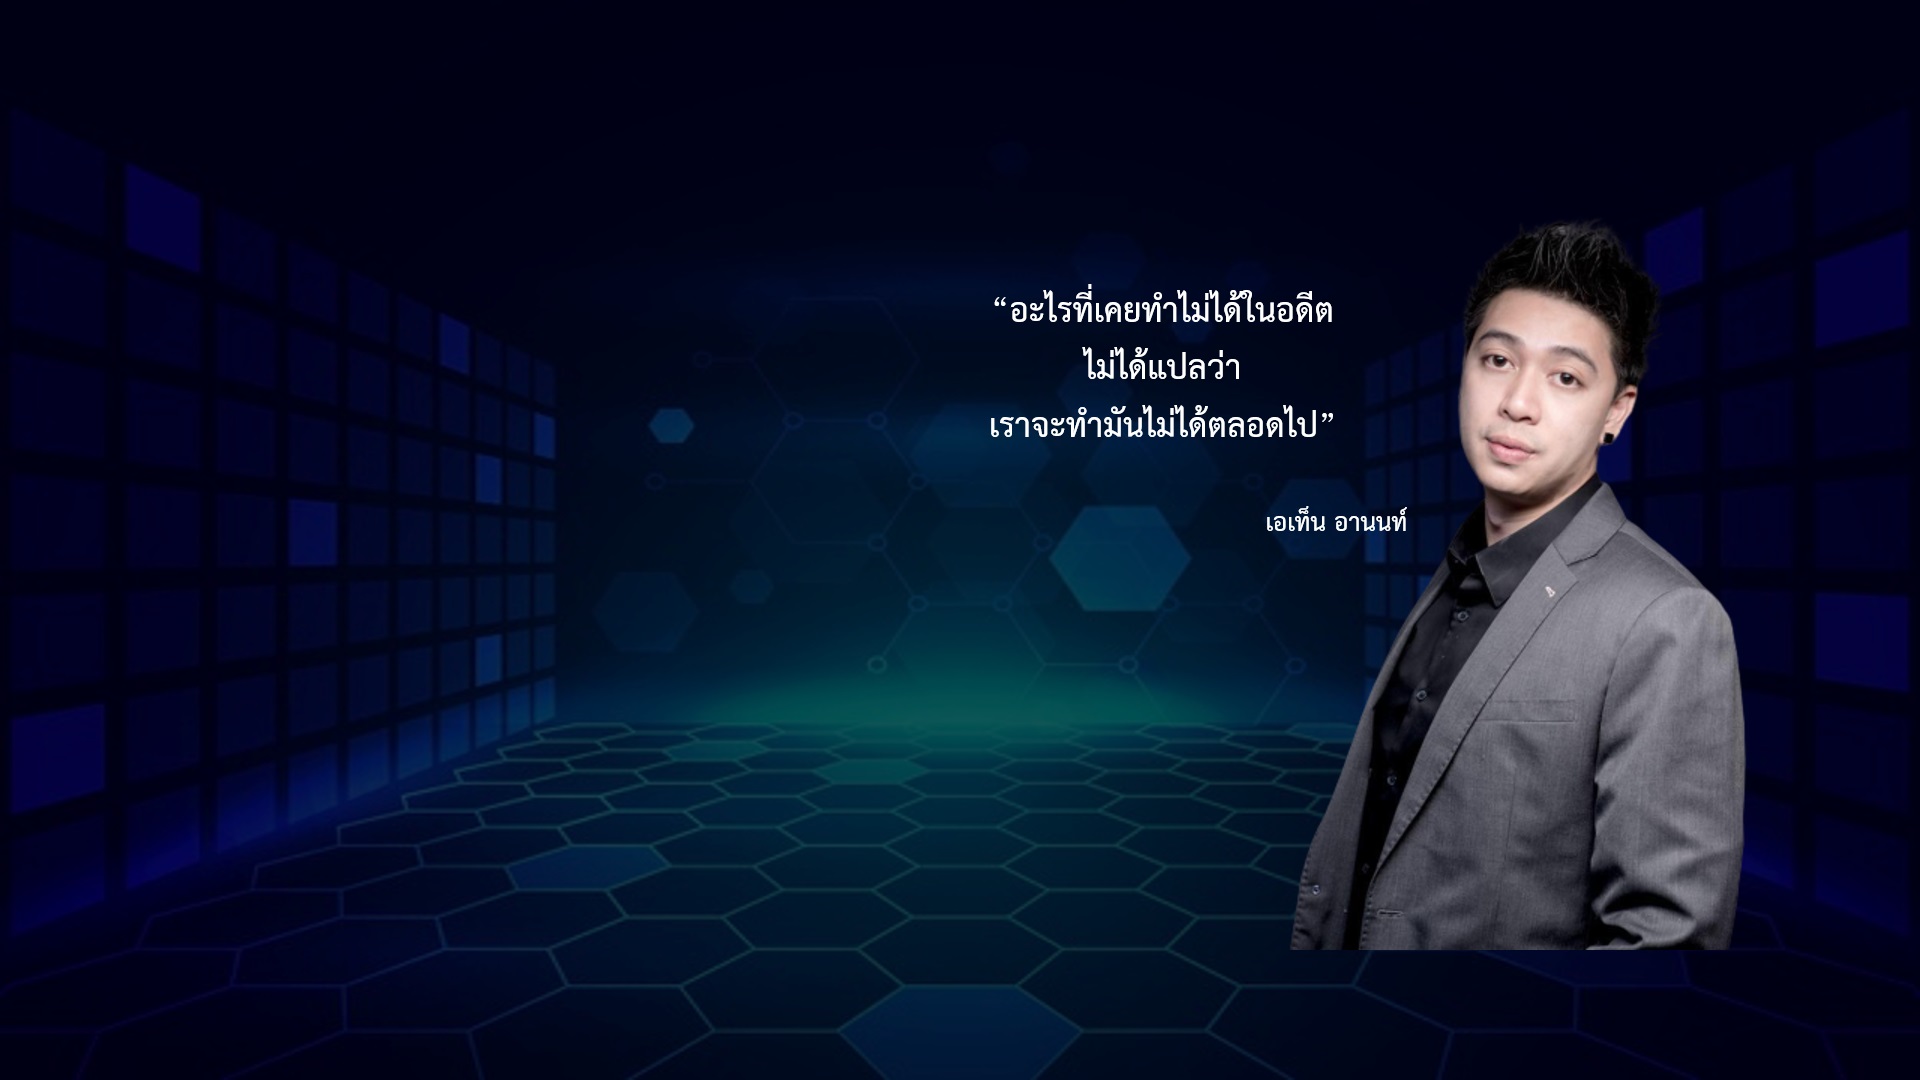 “อะไรที่เคยทำไม่ได้ในอดีต
ไม่ได้แปลว่า
เราจะทำมันไม่ได้ตลอดไป”
เอเท็น อานนท์